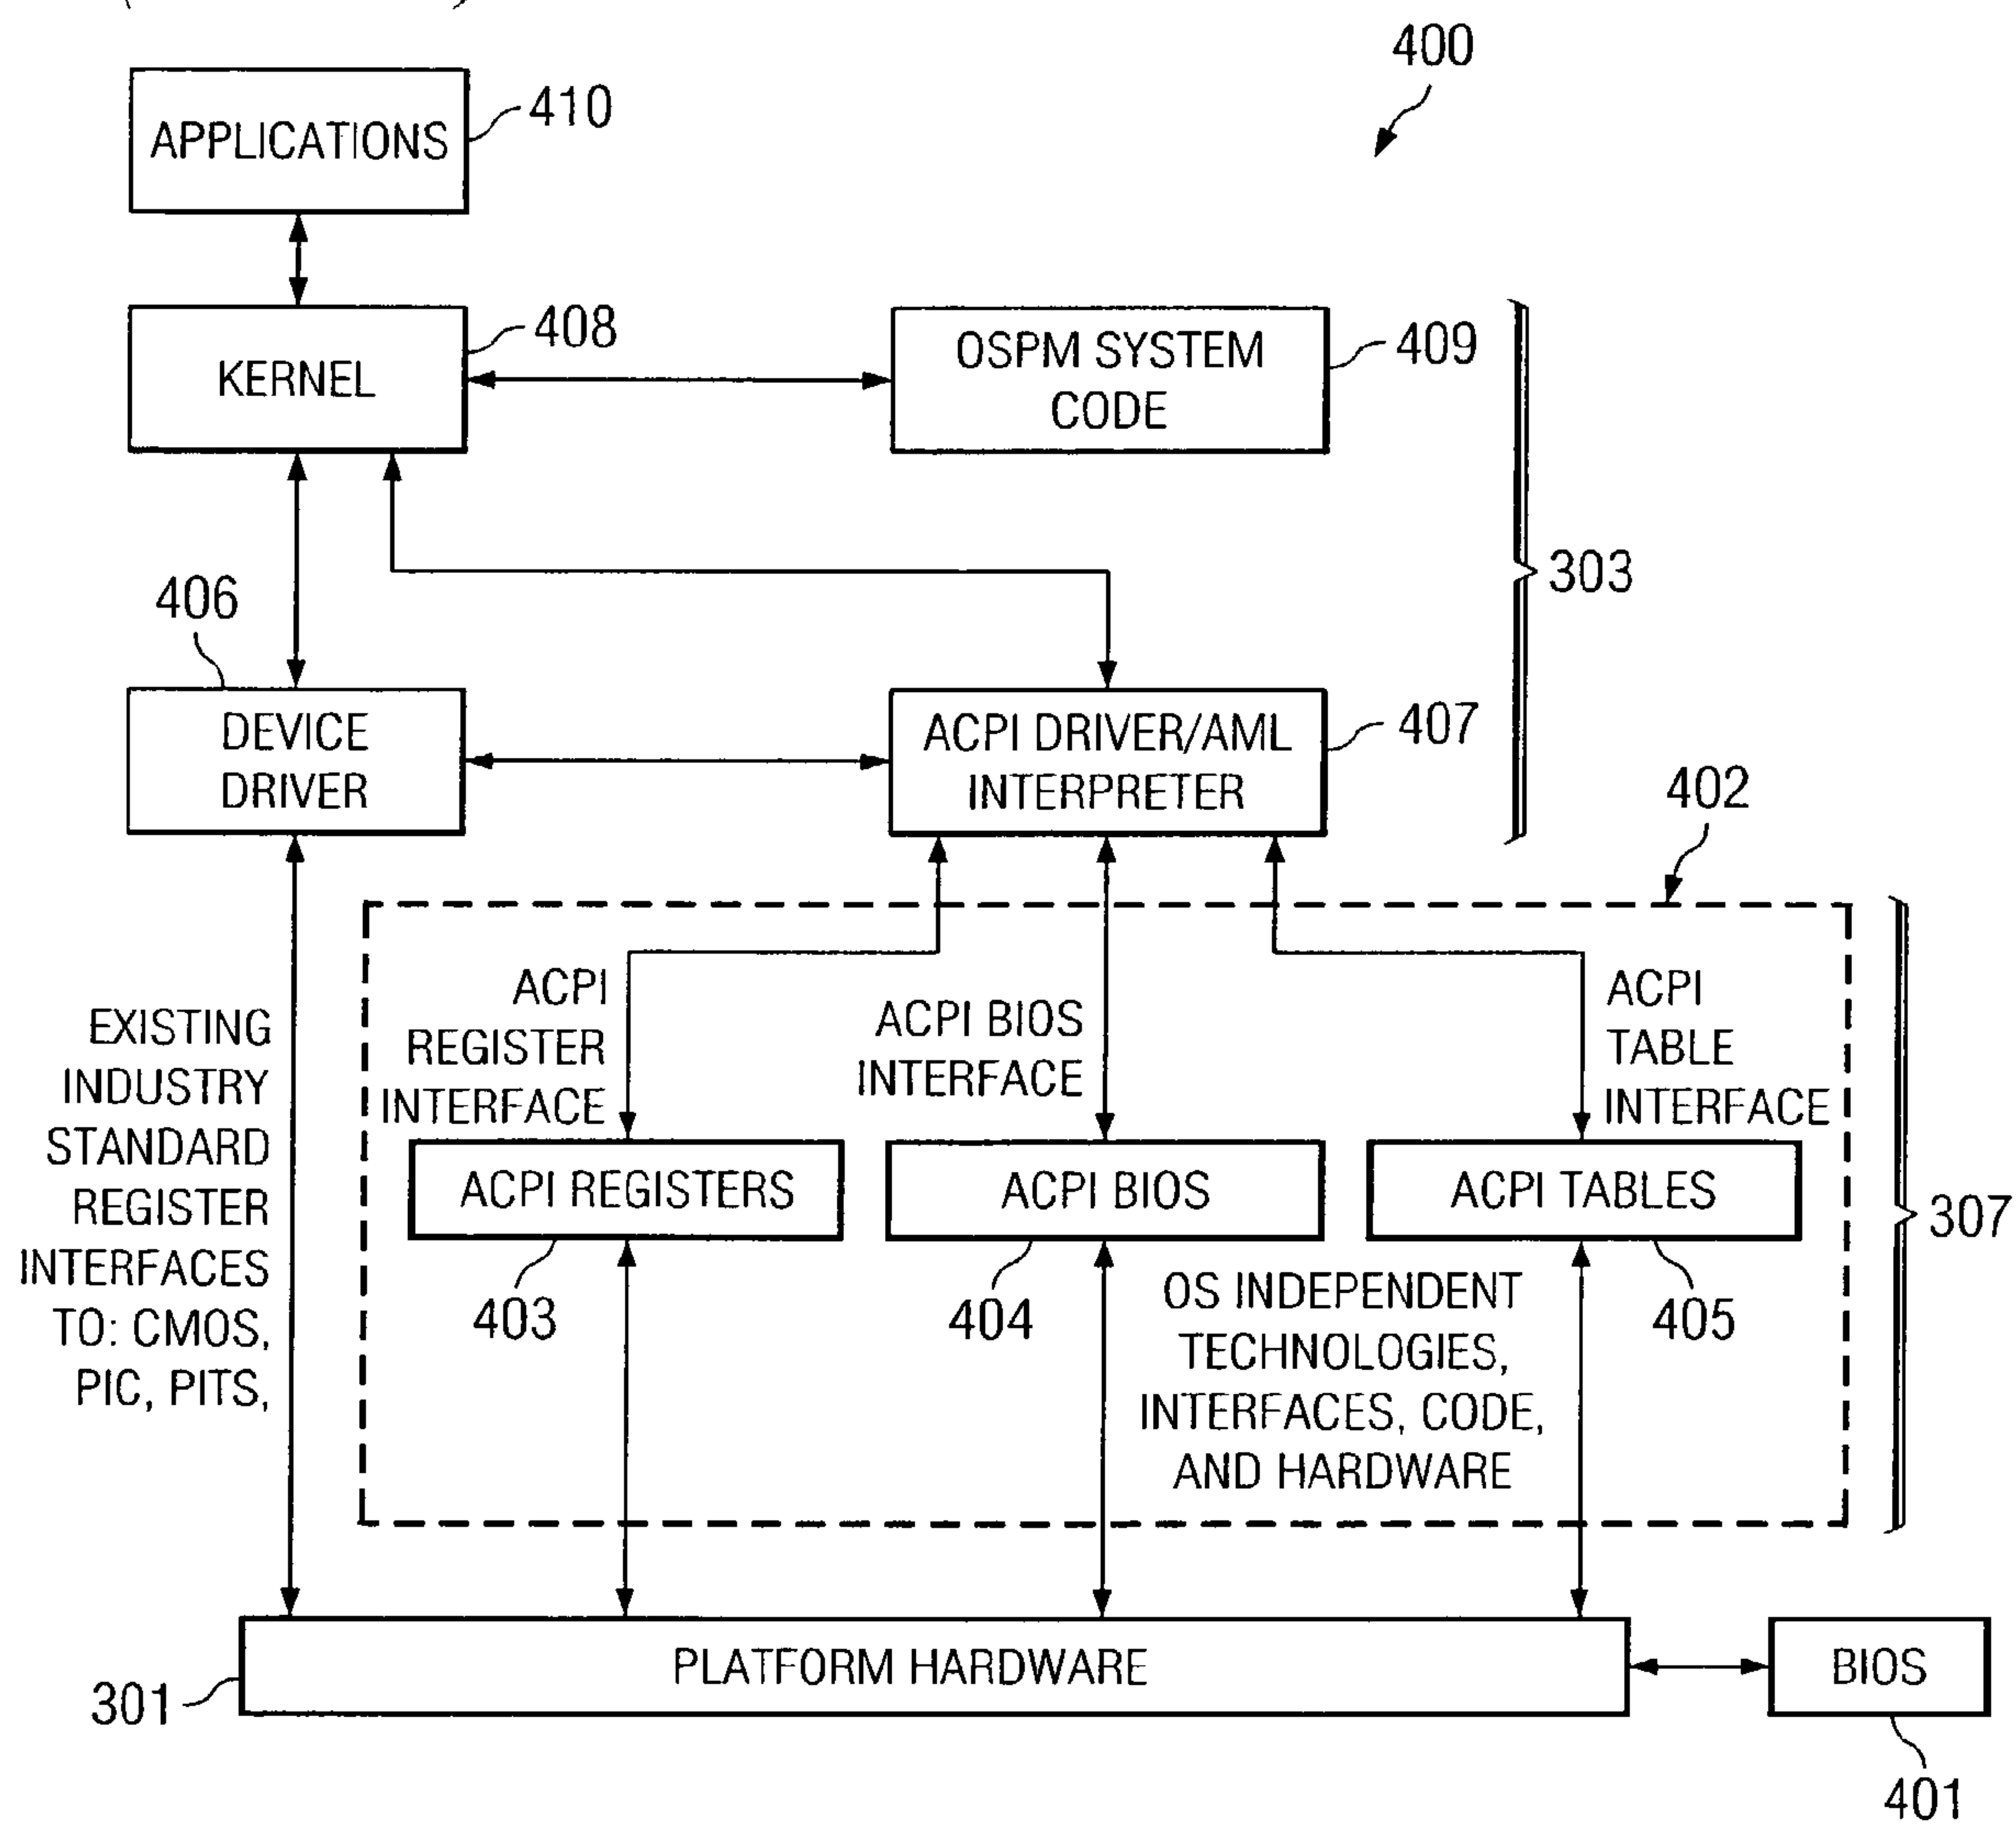 400
APPLICATIONS
410
KERNEL
408
OSPM SYSTEM
CODE
409
303
406
DEVICE
DRIVER
ACPI DRIVER/AML
INTERPRETER
407
402
EXISTING
INDUSTRY
STANDARD
REGISTER
INTERFACES
TO: CMOS,
PIC, PITS,
ACPI
REGISTER
INTERFACE
ACPI BIOS
INTERFACE
ACPI
TABLE
INTERFACE
ACPI REGISTERS
ACPI BIOS
ACPI TABLES
307
403
404
405
OS INDEPENDENT
TECHNOLOGIES,
INTERFACES, CODE,
AND HARDWARE
PLATFORM HARDWARE
301
BIOS
401